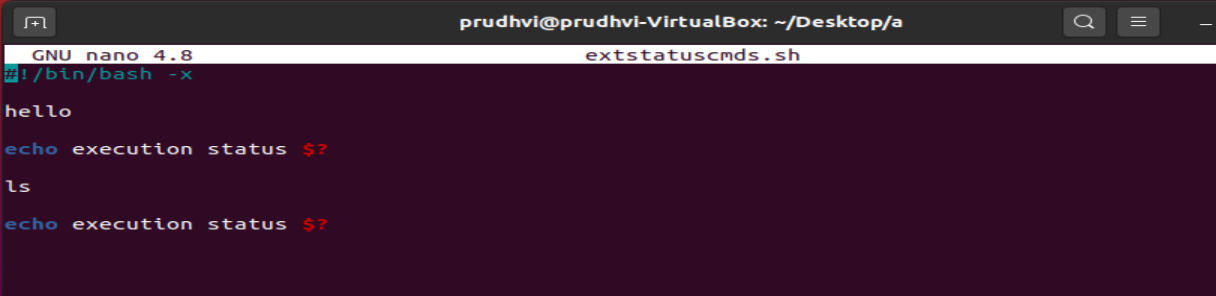 prudhvi@prudhvi-VirtualBox: ~/Desktop/a
GNU nano 4.8 extstatuscmds.sh
#!/bin/bash -x
hello
echo execution status $?
ls
echo execution status $?